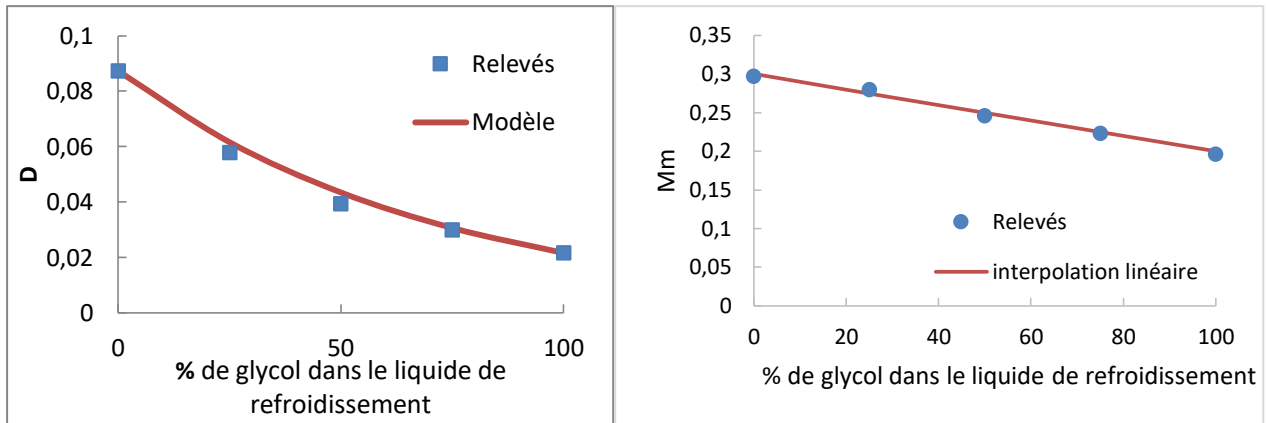 0,1
0,08
0,06
0,04
0,02
0
D
Relevés
Modèle
0
50
100
% de glycol dans le liquide de
refroidissement
0,35
0,3
0,25
0,2
0,15
0,1
0,05
0
Mm
Relevés
interpolation linéaire
0
20
40
60
80
100
% de glycol dans le liquide de refroidissement